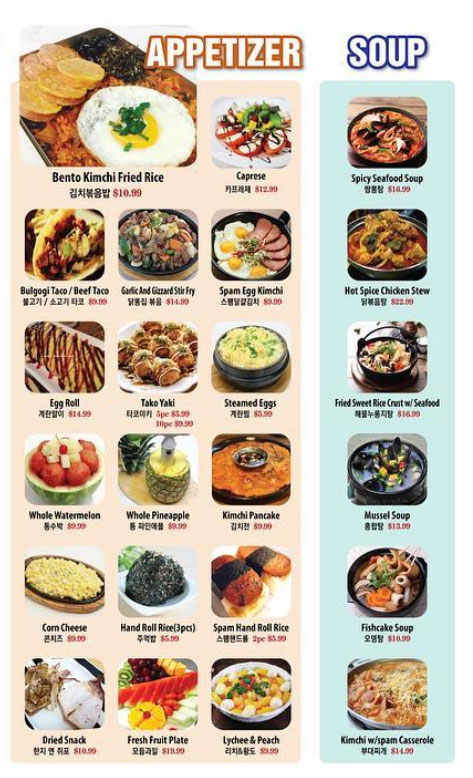 APPETIZER
SOUP
Bento Kimchi Fried Rice
김치볶음밥 $10.99
Caprese
카프레제 $12.99
Spicy Seafood Soup
짬뽕탕 $16.99
Bulgogi Taco / Beef Taco
불고기 / 소고기 타코 $9.99
Garlic And Gizzard Stir Fry
닭똥집 볶음 $14.99
Spam Egg Kimchi
스팸달걀김치 $9.99
Hot Spice Chicken Stew
닭볶음탕 $22.99
Egg Roll
계란말이 $14.99
Tako Yaki
타코야키 5pc $5.99
10pc $9.99
Steamed Eggs
계란찜 $5.99
Fried Sweet Rice Crust w/ Seafood
해물누룽지탕 $16.99
Whole Watermelon
통수박 $9.99
Whole Pineapple
통 파인애플 $9.99
Kimchi Pancake
김치전 $9.99
Mussel Soup
홍합탕 $13.99
Corn Cheese
콘치즈 $9.99
Hand Roll Rice(3pcs)
주먹밥 $5.99
Spam Hand Roll Rice
스팸핸드롤 2pc $5.99
Fishcake Soup
오뎅탕 $10.99
Dried Snack
한치 앤 쥐포 $10.99
Fresh Fruit Plate
모듬과일 $19.99
Lychee & Peach
리치&황도 $9.99
Kimchi w/spam Casserole
부대찌개 $14.99